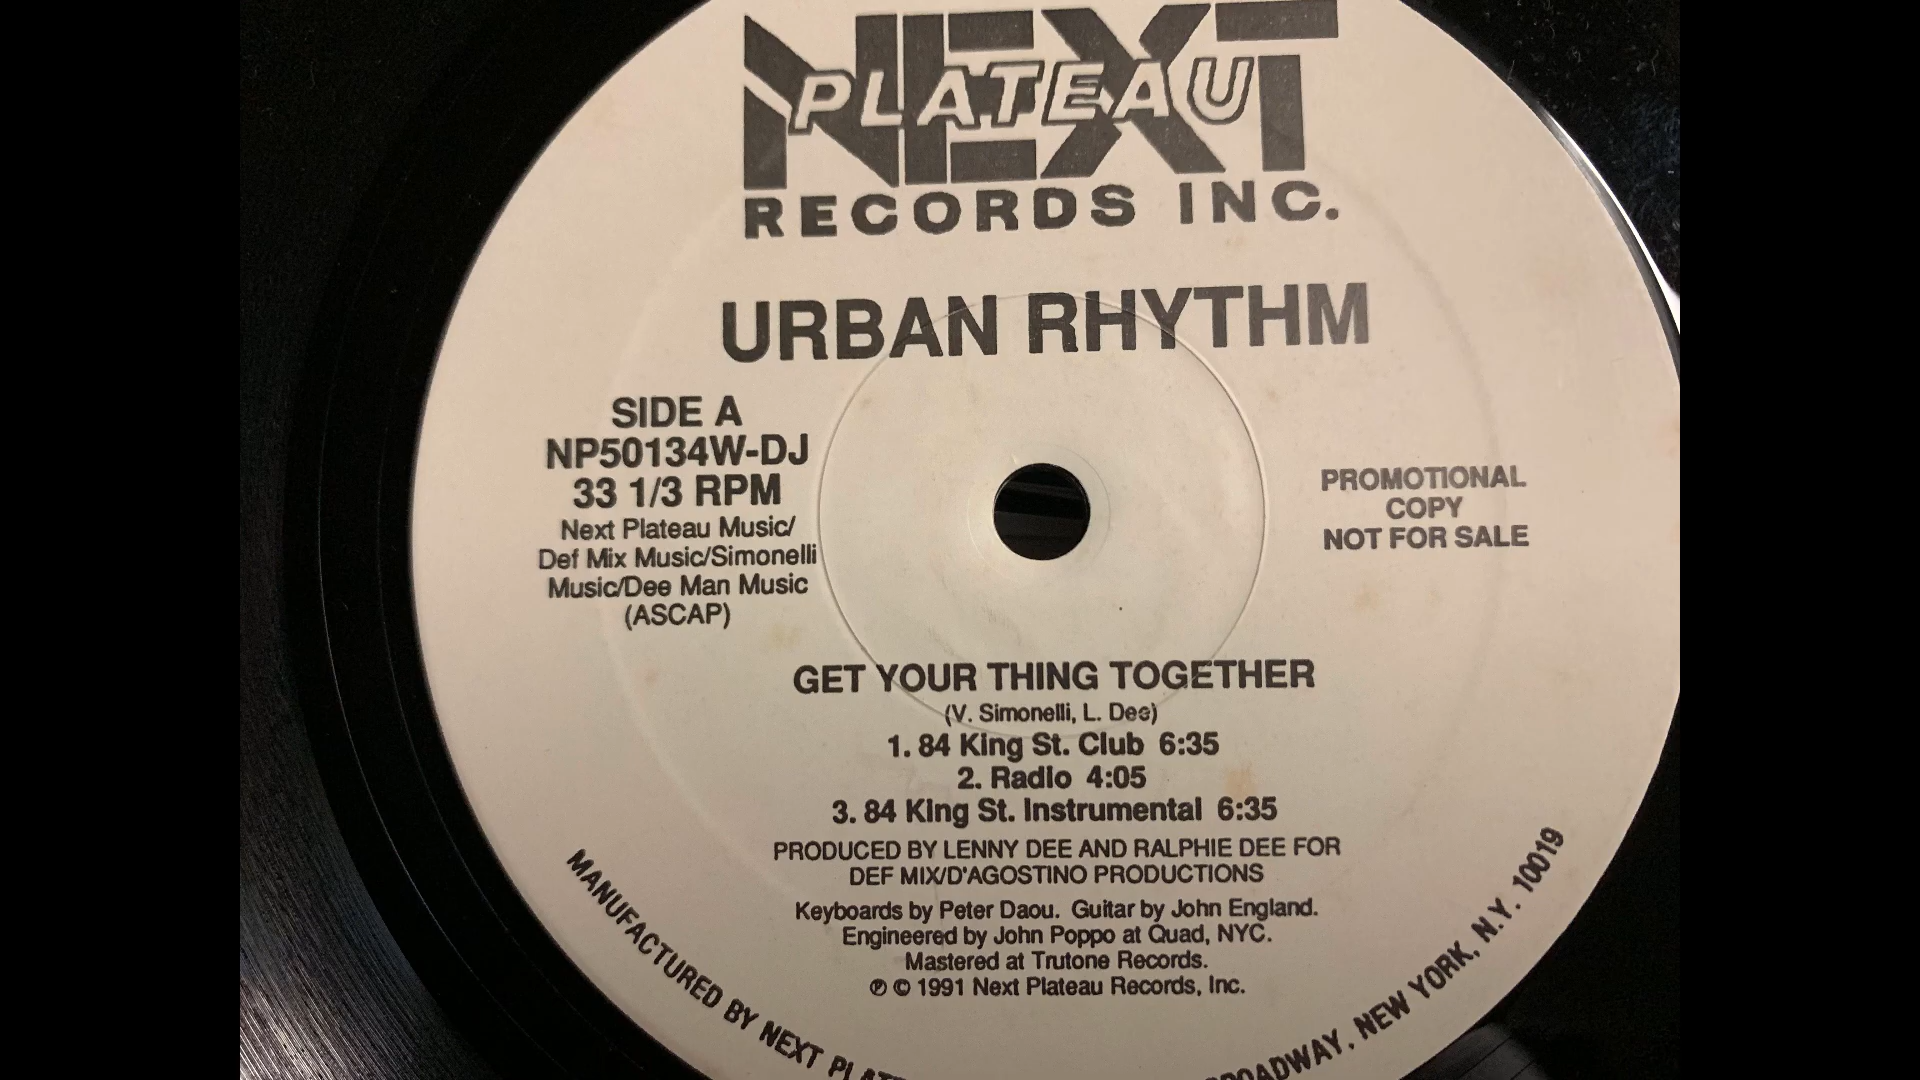 NEXT
PLATEAU
RECORDS INC.
URBAN RHYTHM
SIDE A
NP50134W-DJ
33 1/3 RPM
Next Plateau Music/
Def Mix Music/Simonelli
Music/Dee Man Music
(ASCAP)
PROMOTIONAL
COPY
NOT FOR SALE
GET YOUR THING TOGETHER
(V. Simonelli, L. Dee)
1. 84 King St. Club 6:35
2. Radio 4:05
3. 84 King St. Instrumental 6:35
PRODUCED BY LENNY DEE AND RALPHIE DEE FOR
DEF MIX/D'AGOSTINO PRODUCTIONS
Keyboards by Peter Daou. Guitar by John England.
Engineered by John Poppo at Quad, NYC.
Mastered at Trutone Records.
℗ © 1991 Next Plateau Records, Inc.
MANUFACTURED BY NEXT
NEW YORK, N.Y. 10019